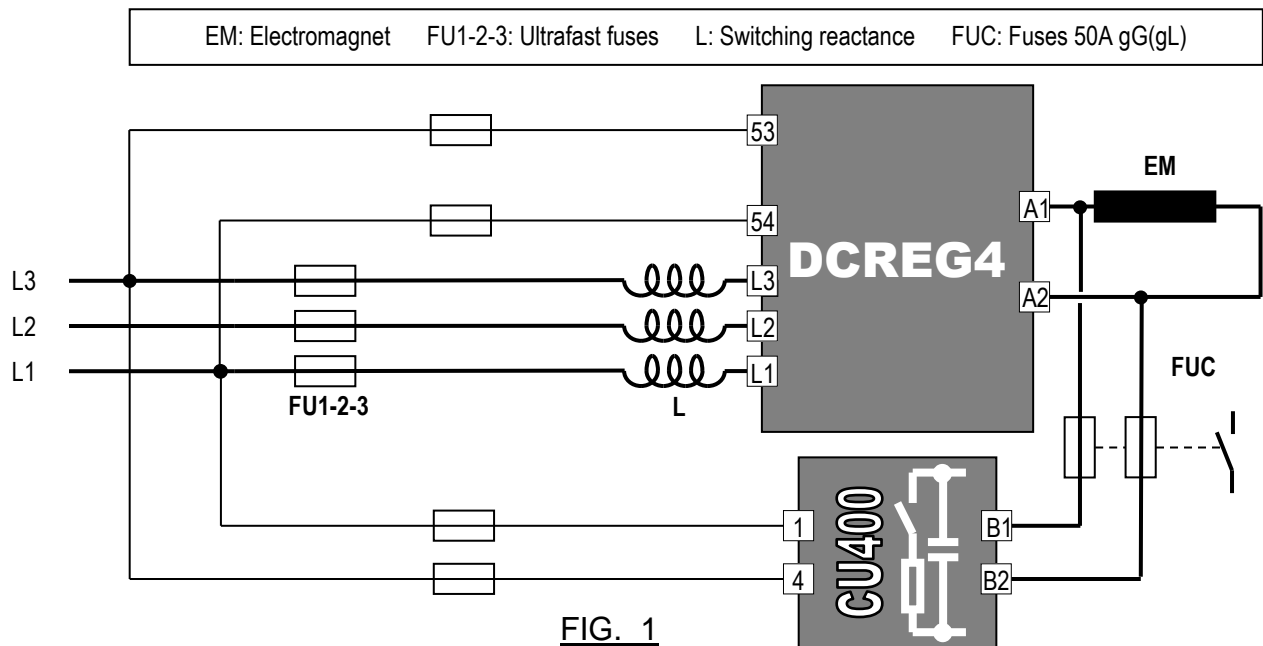 EM: Electromagnet FU1-2-3: Ultrafast fuses L: Switching reactance FUC: Fuses 50A gG(gL)
53
EM
A1
54
DCREG4
L3
L3
A2
L2
L2
L1
L1
FUC
FU1-2-3
L
CU400
1
B1
4
B2
FIG. 1